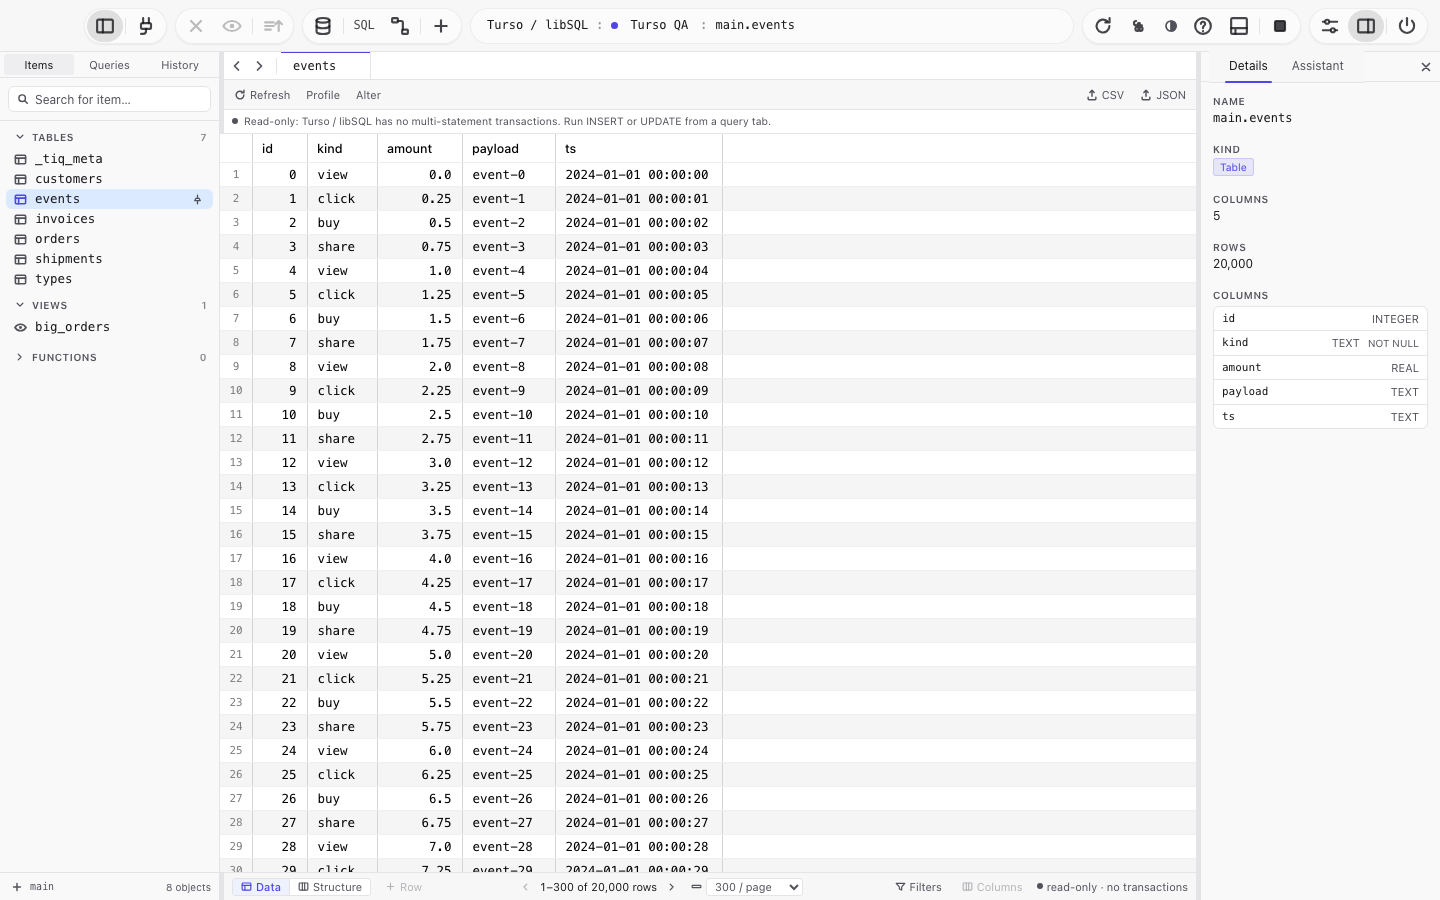 SQL
Turso / libSQL : Turso QA : main.events
Items Queries History
Search for item...
TABLES 7
_tiq_meta
customers
events
invoices
orders
shipments
types
VIEWS 1
big_orders
FUNCTIONS 0
main 8 objects
events
Refresh Profile Alter CSV JSON
Read-only: Turso / libSQL has no multi-statement transactions. Run INSERT or UPDATE from a query tab.
id kind amount payload ts
1 0 view 0.0 event-0 2024-01-01 00:00:00
2 1 click 0.25 event-1 2024-01-01 00:00:01
3 2 buy 0.5 event-2 2024-01-01 00:00:02
4 3 share 0.75 event-3 2024-01-01 00:00:03
5 4 view 1.0 event-4 2024-01-01 00:00:04
6 5 click 1.25 event-5 2024-01-01 00:00:05
7 6 buy 1.5 event-6 2024-01-01 00:00:06
8 7 share 1.75 event-7 2024-01-01 00:00:07
9 8 view 2.0 event-8 2024-01-01 00:00:08
10 9 click 2.25 event-9 2024-01-01 00:00:09
11 10 buy 2.5 event-10 2024-01-01 00:00:10
12 11 share 2.75 event-11 2024-01-01 00:00:11
13 12 view 3.0 event-12 2024-01-01 00:00:12
14 13 click 3.25 event-13 2024-01-01 00:00:13
15 14 buy 3.5 event-14 2024-01-01 00:00:14
16 15 share 3.75 event-15 2024-01-01 00:00:15
17 16 view 4.0 event-16 2024-01-01 00:00:16
18 17 click 4.25 event-17 2024-01-01 00:00:17
19 18 buy 4.5 event-18 2024-01-01 00:00:18
20 19 share 4.75 event-19 2024-01-01 00:00:19
21 20 view 5.0 event-20 2024-01-01 00:00:20
22 21 click 5.25 event-21 2024-01-01 00:00:21
23 22 buy 5.5 event-22 2024-01-01 00:00:22
24 23 share 5.75 event-23 2024-01-01 00:00:23
25 24 view 6.0 event-24 2024-01-01 00:00:24
26 25 click 6.25 event-25 2024-01-01 00:00:25
27 26 buy 6.5 event-26 2024-01-01 00:00:26
28 27 share 6.75 event-27 2024-01-01 00:00:27
29 28 view 7.0 event-28 2024-01-01 00:00:28
30 29 click 7.25 event-29 2024-01-01 00:00:29
Data Structure + Row 1–300 of 20,000 rows 300 / page Filters Columns read-only · no transactions
Details Assistant
NAME
main.events
KIND
Table
COLUMNS
5
ROWS
20,000
COLUMNS
id INTEGER
kind TEXT NOT NULL
amount REAL
payload TEXT
ts TEXT